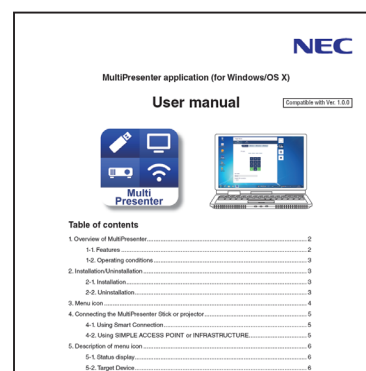 NEC
MultiPresenter application (for Windows/OS X)
User manual
Compatible with Ver. 1.0.0
Multi
Presenter
Table of contents
1. Overview of MultiPresenter.......... 2
1-1. Features.......... 2
1-2. Operating conditions.......... 3
2. Installation/Uninstallation.......... 3
2-1. Installation.......... 3
2-2. Uninstallation.......... 3
3. Menu icon.......... 4
4. Connecting the MultiPresenter Stick or projector.......... 5
4-1. Using Smart Connection.......... 5
4-2. Using SIMPLE ACCESS POINT or INFRASTRUCTURE.......... 5
5. Description of menu icon.......... 6
5-1. Status display.......... 6
5-2. Target Device.......... 6